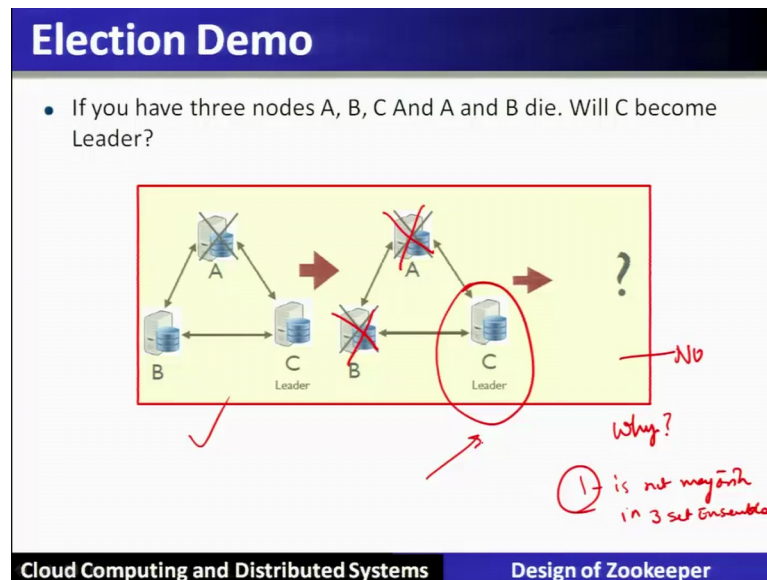 Election Demo
• If you have three nodes A, B, C And A and B die. Will C become
Leader?
A
B
C
Leader
A
B
C
Leader
?
NO
Why?
1 - is not majority
in 3 set Ensemble
Cloud Computing and Distributed Systems
Design of Zookeeper